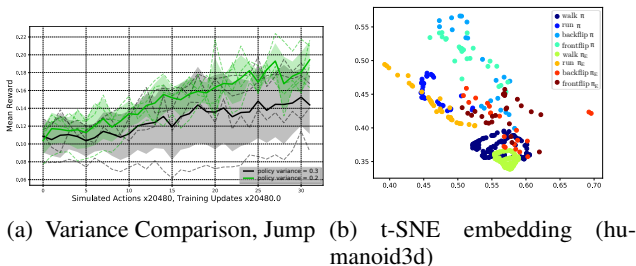 0.22
0.20
0.18
0.16
0.14
0.12
0.10
0.08
0.06
Mean Reward
0 5 10 15 20 25 30
Simulated Actions x20480, Training Updates x20480.0
policy variance = 0.3
policy variance = 0.2
0.55
0.50
0.45
0.40
0.35
0.40 0.45 0.50 0.55 0.60 0.65 0.70
walk π
run π
backflip π
frontflip π
walk π_E
run π_E
backflip π_E
frontflip π_E
(a) Variance Comparison, Jump
(b) t-SNE embedding (hu-
manoid3d)